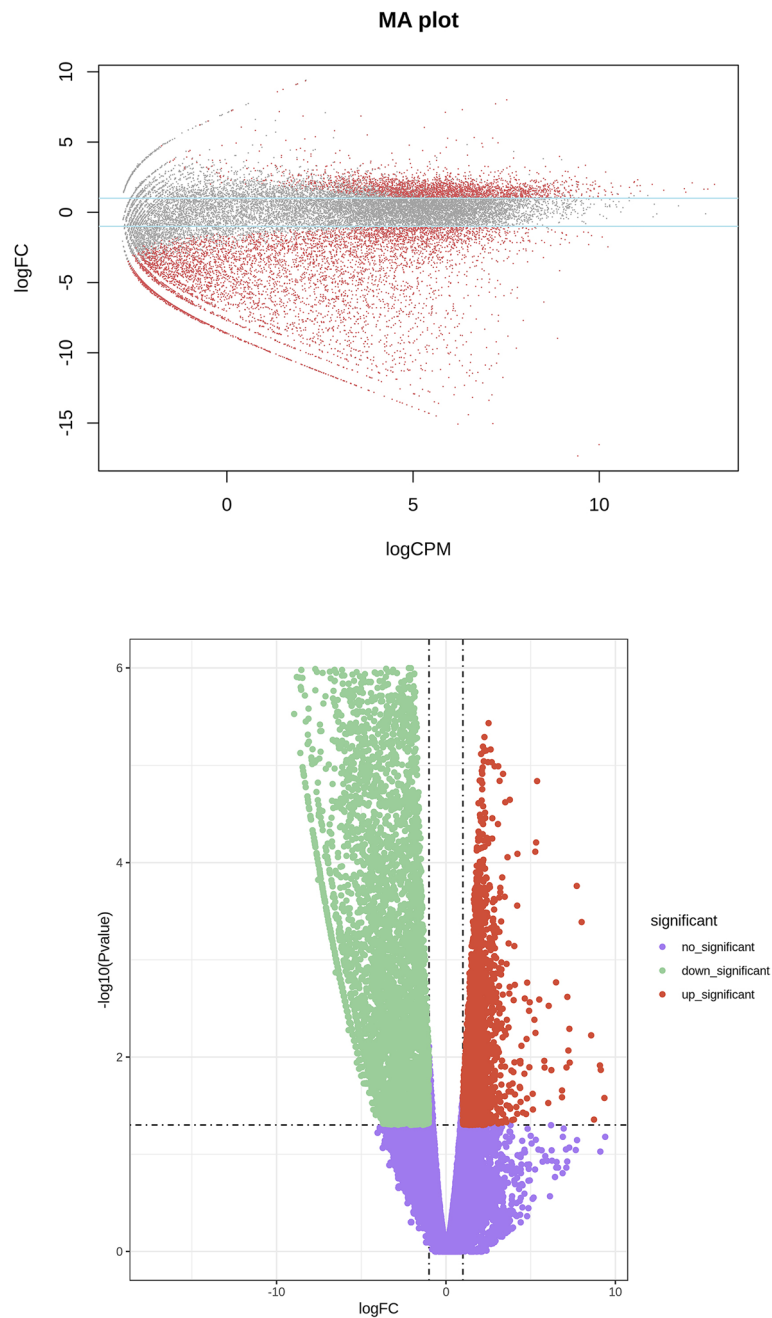 MA plot
10
5
0
-5
-10
-15
logFC
0 5 10
logCPM
6
4
2
0
-log10(Pvalue)
-10 0 10
logFC
significant
no_significant
down_significant
up_significant